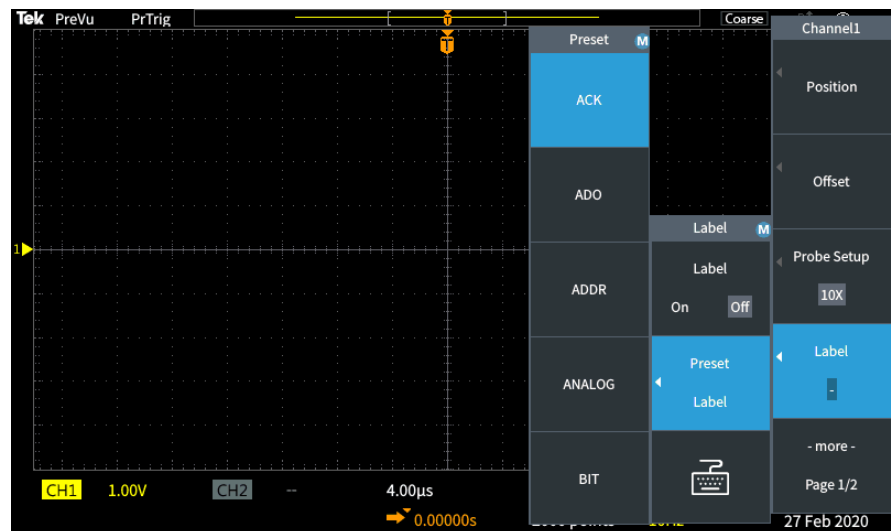 Tek PreVu PrTrig Coarse
T
T
Preset M
ACK
ADO
ADDR
ANALOG
BIT
Label M
Label
On Off
Preset
Label
Channel1
Position
Offset
Probe Setup
10X
Label
-
- more -
Page 1/2
1
CH1 1.00V CH2 -- 4.00µs
0.00000s
27 Feb 2020